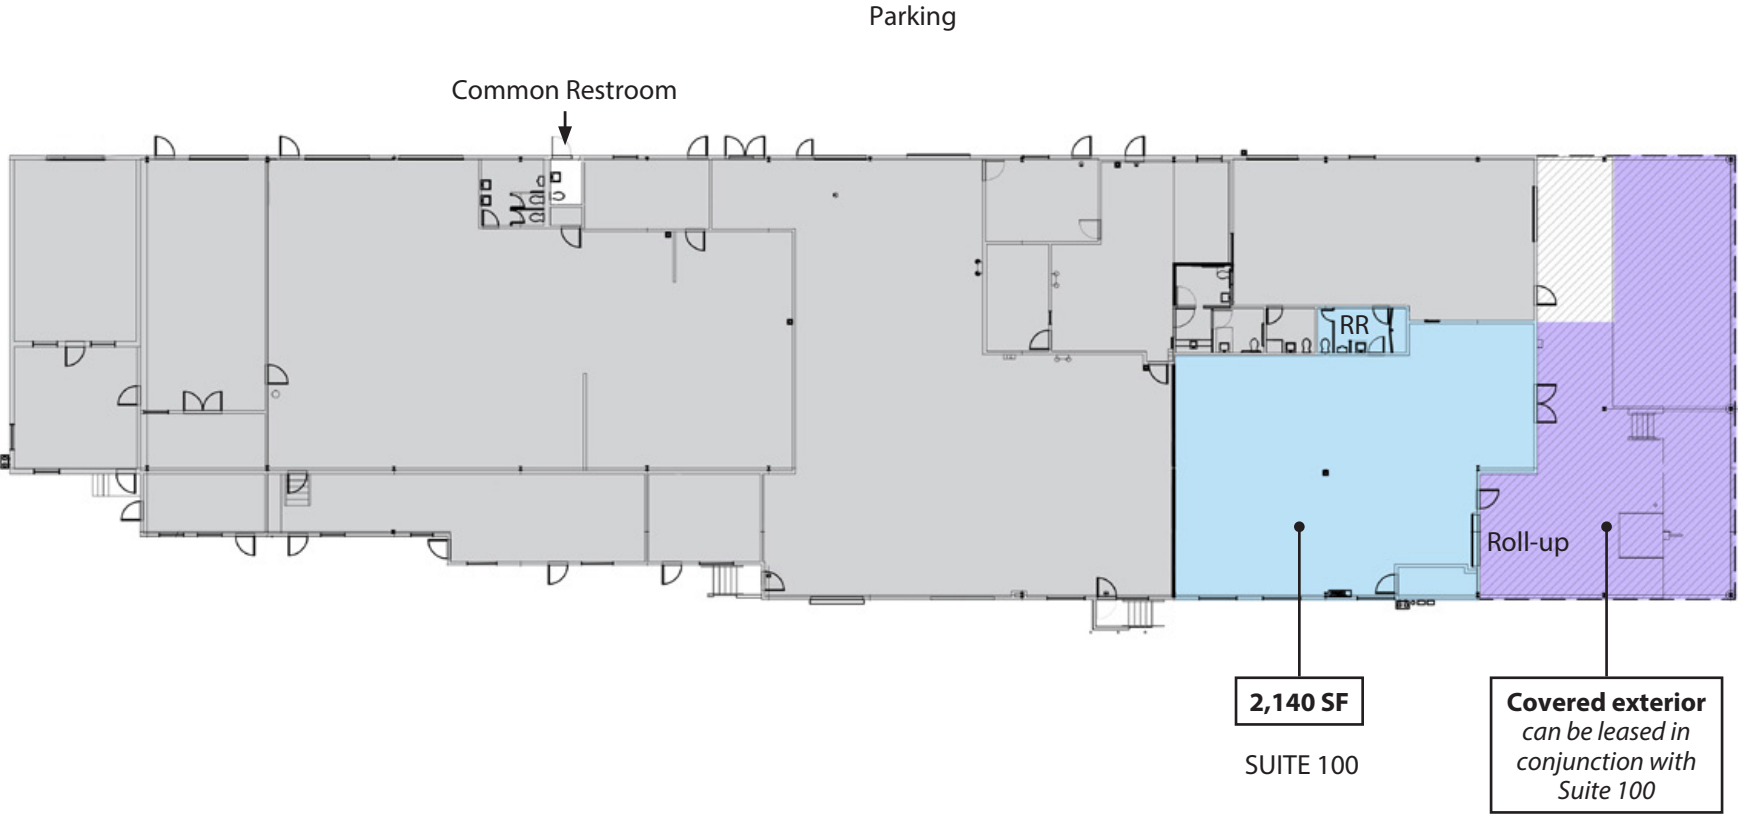 Parking
Common Restroom
RR
Roll-up
2,140 SF
SUITE 100
Covered exterior
can be leased in
conjunction with
Suite 100